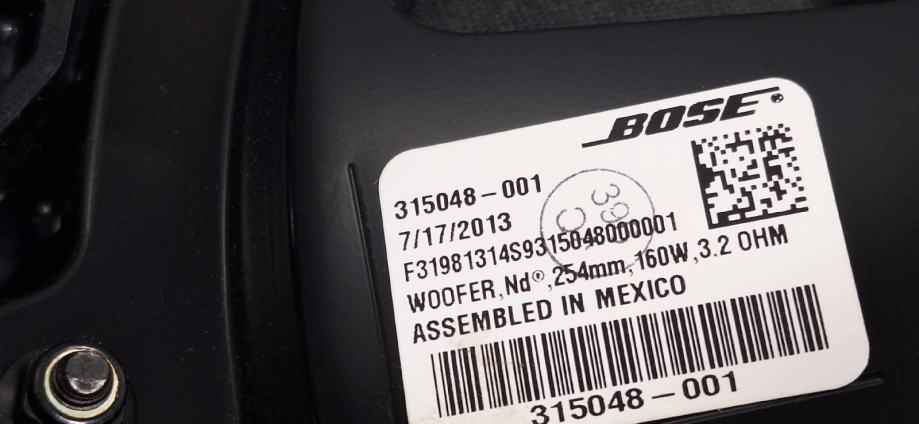 BOSE®
315048-001
7/17/2013
F31981314S9315048000001
WOOFER,Nd®,254mm,160W,3.2 OHM
ASSEMBLED IN MEXICO
315048-001